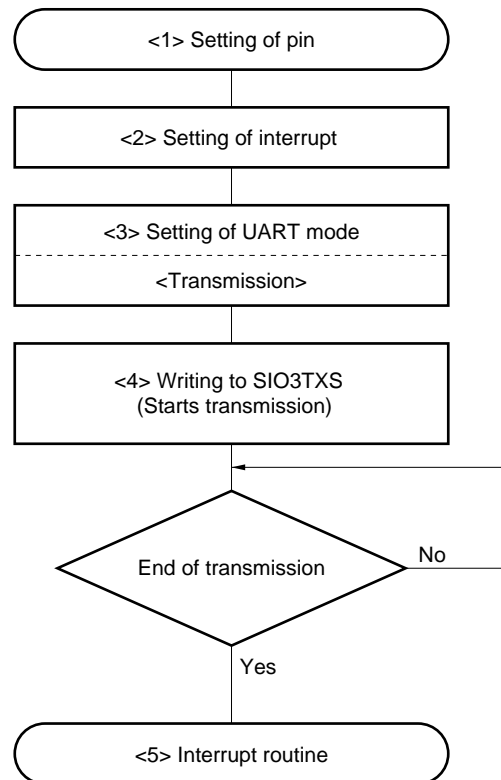 <1> Setting of pin
<2> Setting of interrupt
<3> Setting of UART mode
<Transmission>
<4> Writing to SIO3TXS
(Starts transmission)
End of transmission
No
Yes
<5> Interrupt routine